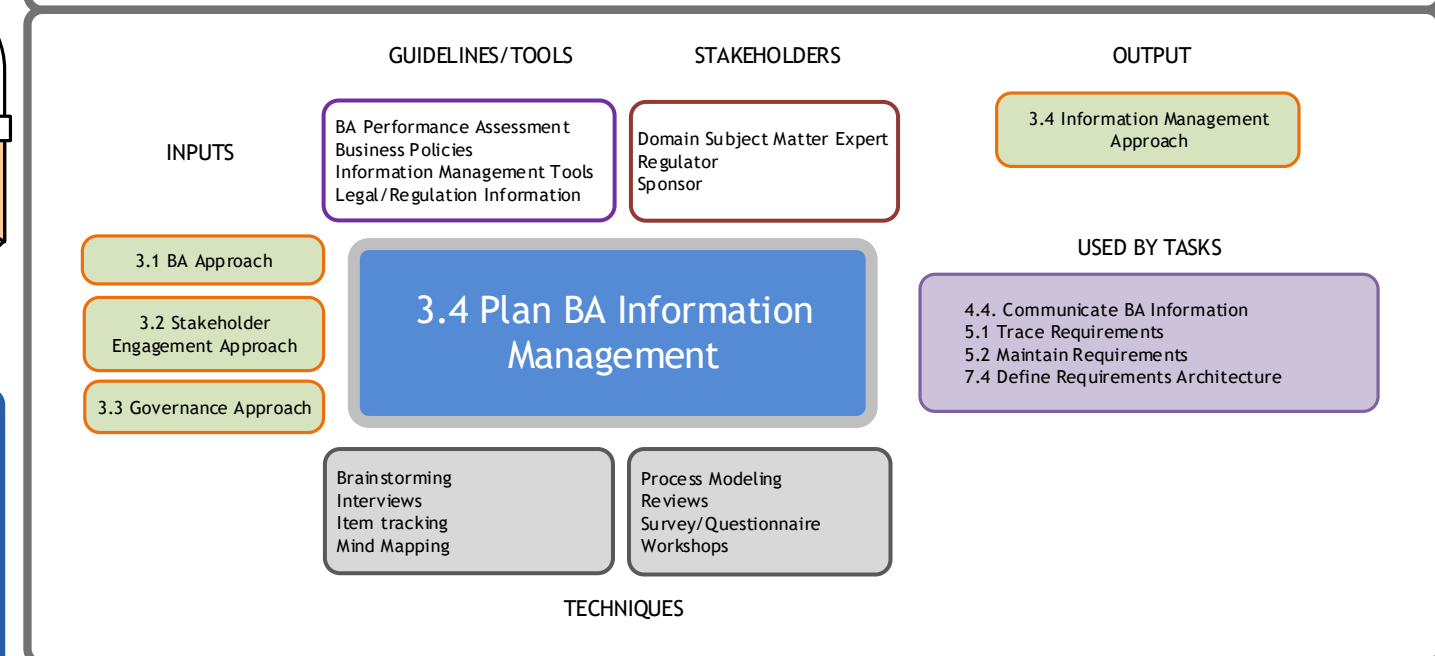 GUIDELINES/TOOLS
STAKEHOLDERS
OUTPUT
INPUTS
BA Performance Assessment
Business Policies
Information Management Tools
Legal/Regulation Information
Domain Subject Matter Expert
Regulator
Sponsor
3.4 Information Management
Approach
3.1 BA Approach
3.2 Stakeholder
Engagement Approach
3.3 Governance Approach
3.4 Plan BA Information
Management
USED BY TASKS
4.4. Communicate BA Information
5.1 Trace Requirements
5.2 Maintain Requirements
7.4 Define Requirements Architecture
Brainstorming
Interviews
Item tracking
Mind Mapping
Process Modeling
Reviews
Survey/Questionnaire
Workshops
TECHNIQUES